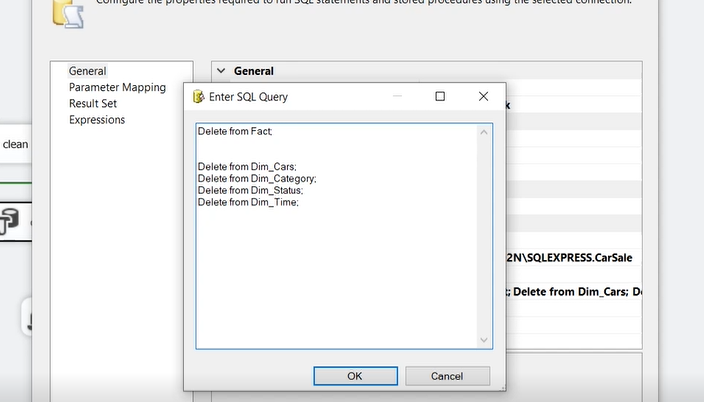 Configure the properties required to run SQL statements and stored procedures using the selected connection.
General
Parameter Mapping
Result Set
Expressions
General
Enter SQL Query
Delete from Fact;
Delete from Dim_Cars;
Delete from Dim_Category;
Delete from Dim_Status;
Delete from Dim_Time;
clean
2N\SQLEXPRESS.CarSale
; Delete from Dim_Cars; D
OK
Cancel